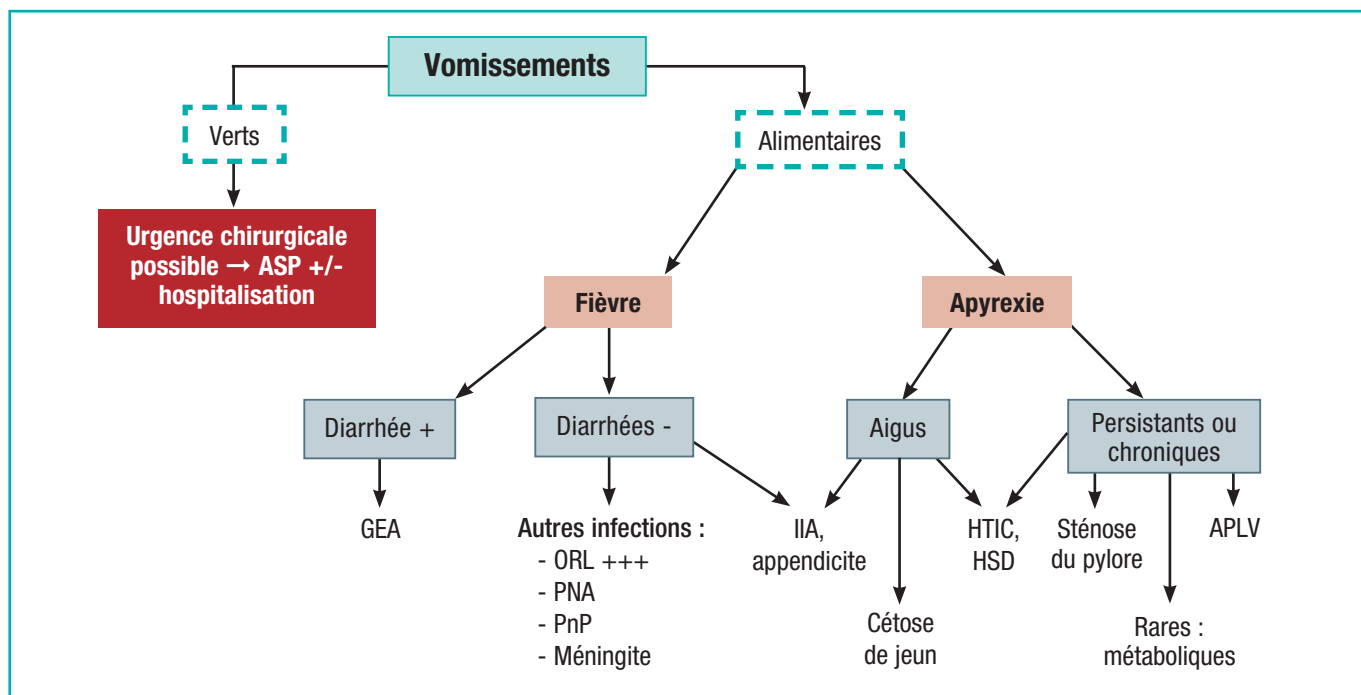 Vomissements
Verts
Alimentaires
Urgence chirurgicale
possible → ASP +/-
hospitalisation
Fièvre
Apyrexie
Diarrhée +
Diarrhées -
Aigus
Persistants ou
chroniques
GEA
Autres infections :
- ORL +++
- PNA
- PnP
- Méningite
IIA,
appendicite
HTIC,
HSD
Sténose
du pylore
APLV
Cétose
de jeun
Rares :
métaboliques